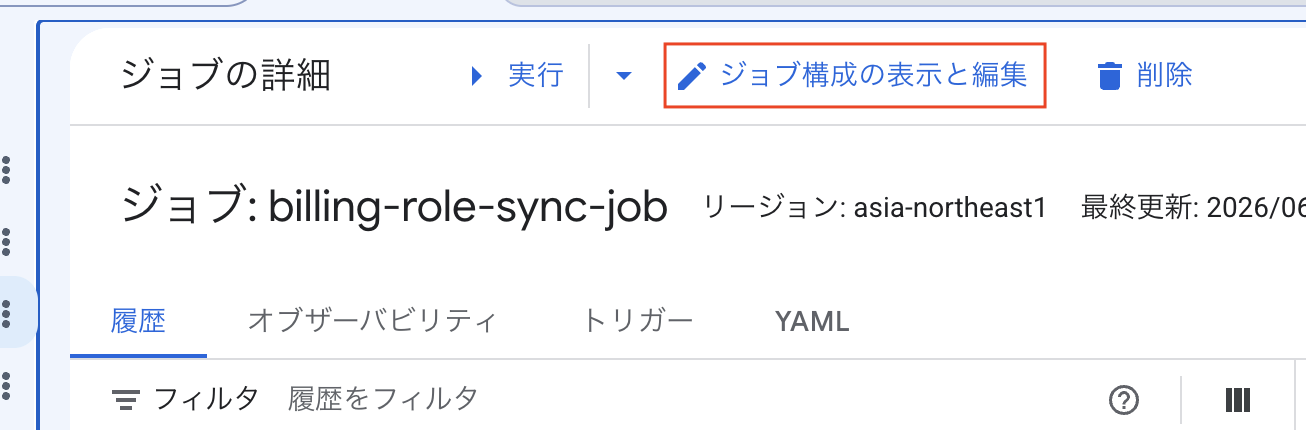 ジョブの詳細 実行 ジョブ構成の表示と編集 削除
ジョブ: billing-role-sync-job リージョン: asia-northeast1 最終更新: 2026/06
履歴 オブザーバビリティ トリガー YAML
フィルタ 履歴をフィルタ